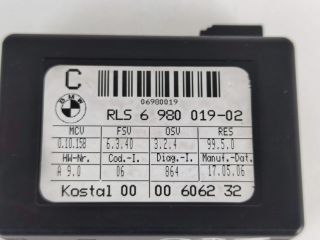 C
06980019
BMW
RLS 6 980 019-02
MCV FSV OSV RES
0.10.158 6.3.40 3.2.4 99.5.0
HW-Nr. Cod.-I. Diag.-I. Manuf.-Dat.
A 9.0 06 864 17.05.06
Kostal 00 00 6062 32